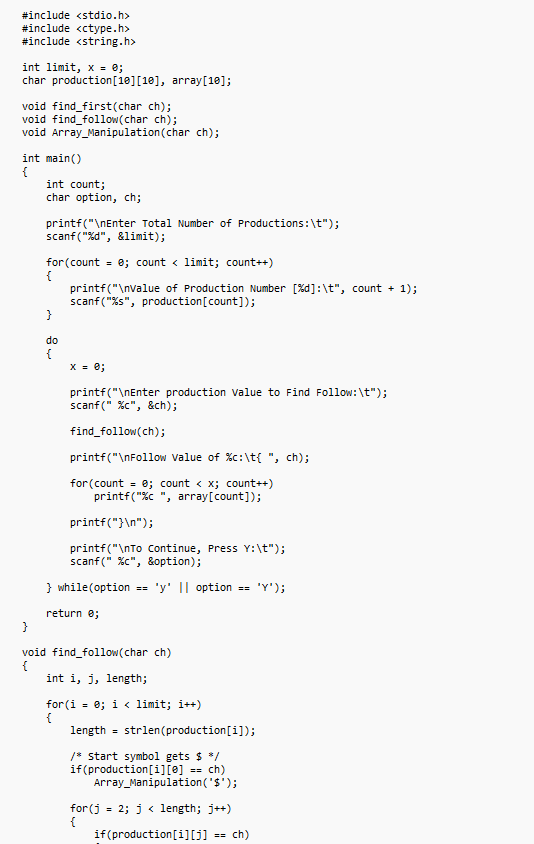 #include <stdio.h>
#include <ctype.h>
#include <string.h>

int limit, x = 0;
char production[10][10], array[10];

void find_first(char ch);
void find_follow(char ch);
void Array_Manipulation(char ch);

int main()
{
    int count;
    char option, ch;

    printf("\nEnter Total Number of Productions:\t");
    scanf("%d", &limit);

    for(count = 0; count < limit; count++)
    {
        printf("\nValue of Production Number [%d]:\t", count + 1);
        scanf("%s", production[count]);
    }

    do
    {
        x = 0;

        printf("\nEnter production Value to Find Follow:\t");
        scanf(" %c", &ch);

        find_follow(ch);

        printf("\nFollow Value of %c:\t{ ", ch);

        for(count = 0; count < x; count++)
            printf("%c ", array[count]);

        printf("}\n");

        printf("\nTo Continue, Press Y:\t");
        scanf(" %c", &option);

    } while(option == 'y' || option == 'Y');

    return 0;
}

void find_follow(char ch)
{
    int i, j, length;

    for(i = 0; i < limit; i++)
    {
        length = strlen(production[i]);

        /* Start symbol gets $ */
        if(production[i][0] == ch)
            Array_Manipulation('$');

        for(j = 2; j < length; j++)
        {
            if(production[i][j] == ch)